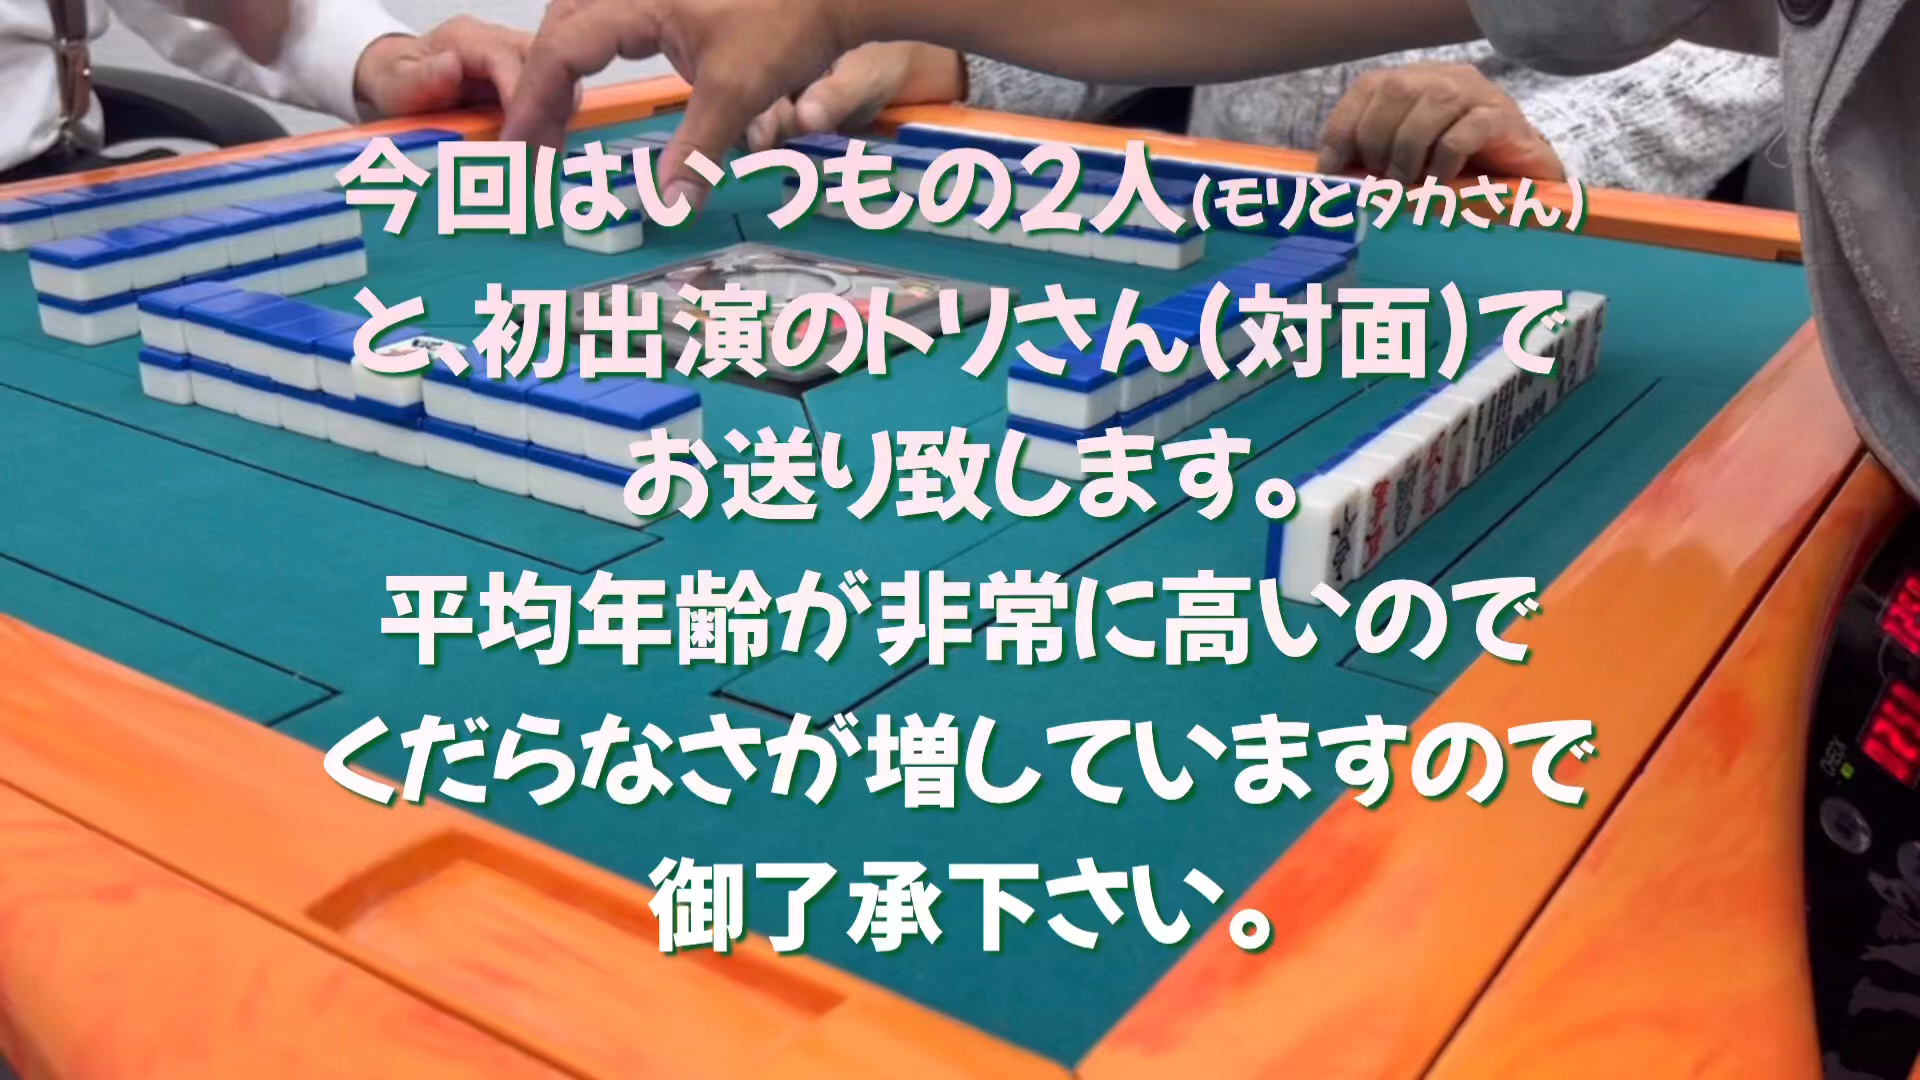 今回はいつもの２人(モリとタカさん)
と、初出演のトリさん(対面)で
お送り致します。
平均年齢が非常に高いので
くだらなさが増していますので
御了承下さい。